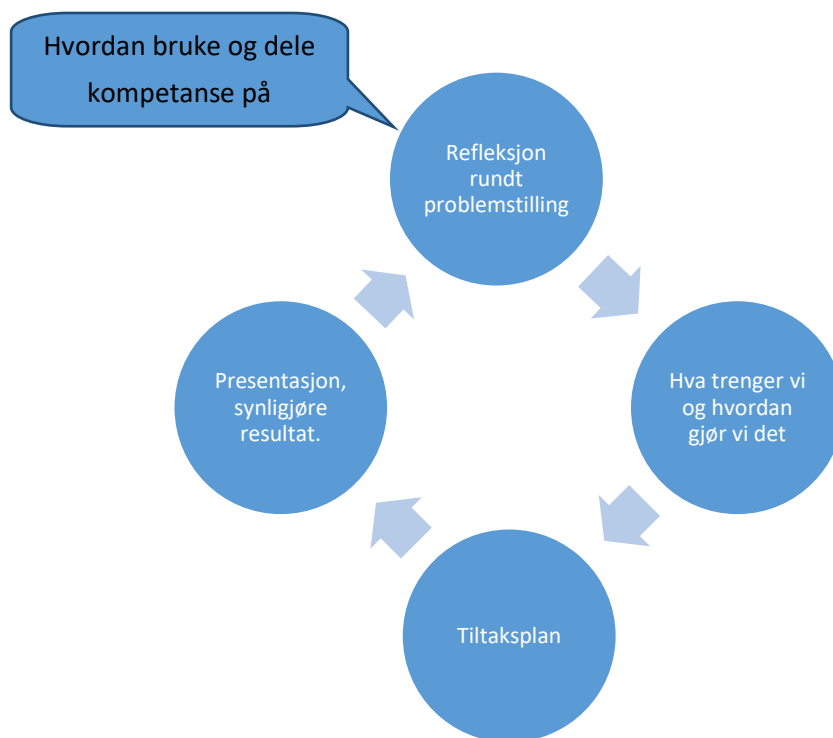 Hvordan bruke og dele
kompetanse på
Refleksjon
rundt
problemstilling
Hva trenger vi
og hvordan
gjør vi det
Tiltaksplan
Presentasjon,
synligjøre
resultat.